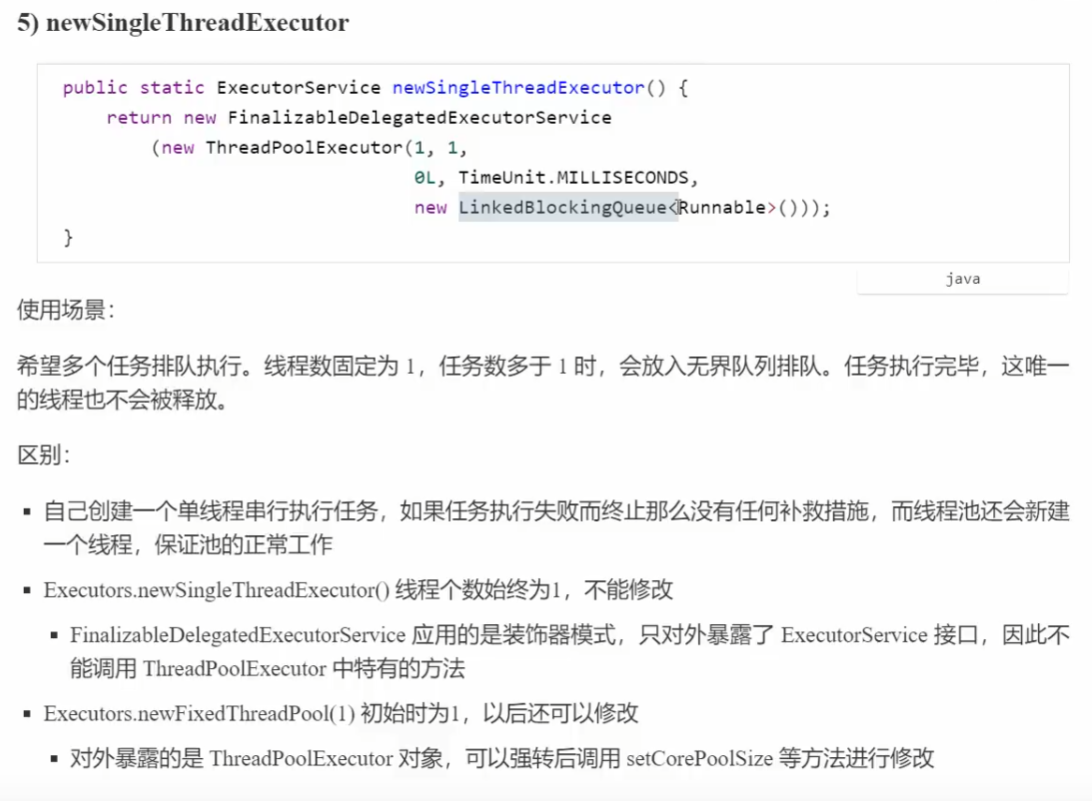 5) newSingleThreadExecutor
public static ExecutorService newSingleThreadExecutor() {
    return new FinalizableDelegatedExecutorService
        (new ThreadPoolExecutor(1, 1,
                                0L, TimeUnit.MILLISECONDS,
                                new LinkedBlockingQueue<Runnable>()));
}
java
使用场景：
希望多个任务排队执行。线程数固定为 1，任务数多于 1 时，会放入无界队列排队。任务执行完毕，这唯一
的线程也不会被释放。
区别：
▪ 自己创建一个单线程串行执行任务，如果任务执行失败而终止那么没有任何补救措施，而线程池还会新建
一个线程，保证池的正常工作
▪ Executors.newSingleThreadExecutor() 线程个数始终为1，不能修改
▪ FinalizableDelegatedExecutorService 应用的是装饰器模式，只对外暴露了 ExecutorService 接口，因此不
能调用 ThreadPoolExecutor 中特有的方法
▪ Executors.newFixedThreadPool(1) 初始时为1，以后还可以修改
▪ 对外暴露的是 ThreadPoolExecutor 对象，可以强转后调用 setCorePoolSize 等方法进行修改